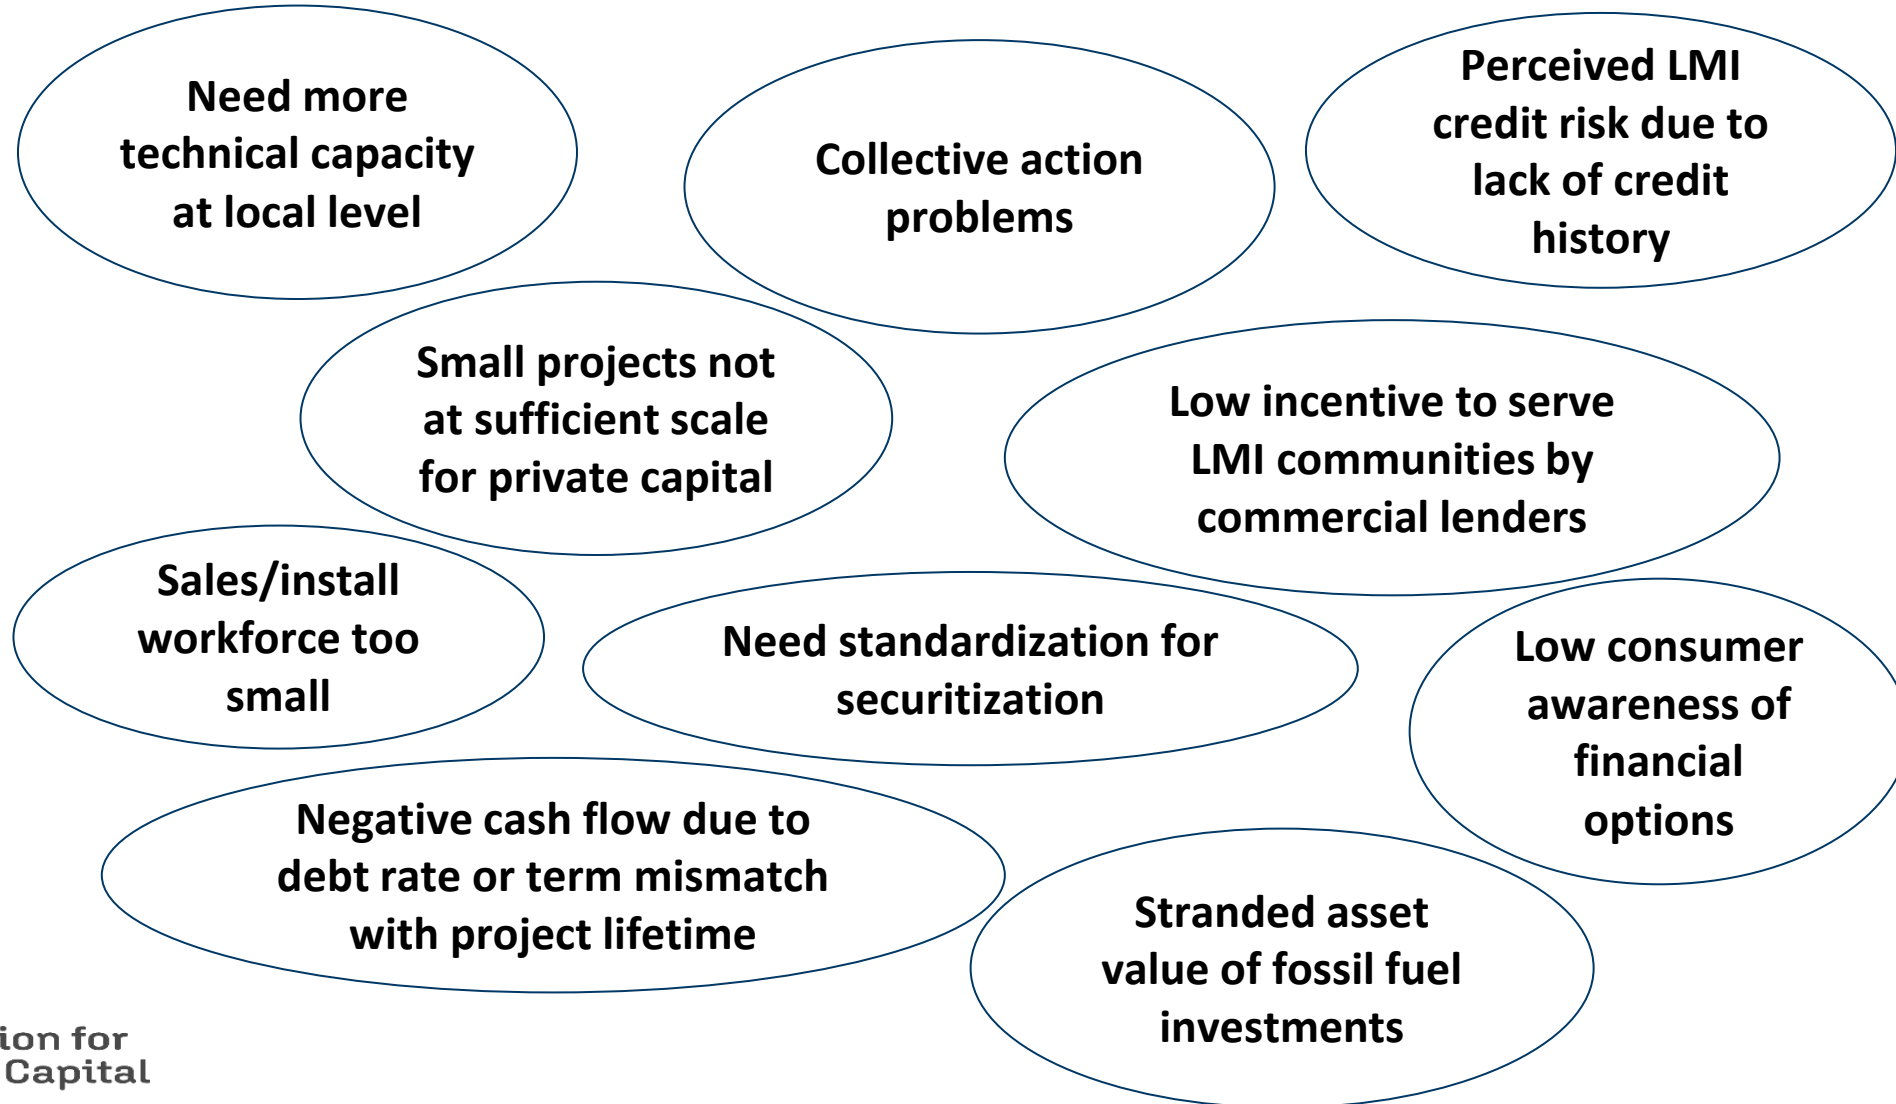 Need more
technical capacity
at local level
Collective action
problems
Perceived LMI
credit risk due to
lack of credit
history
Small projects not
at sufficient scale
for private capital
Low incentive to serve
LMI communities by
commercial lenders
Sales/install
workforce too
small
Need standardization for
securitization
Low consumer
awareness of
financial
options
Negative cash flow due to
debt rate or term mismatch
with project lifetime
Stranded asset
value of fossil fuel
investments
ion for
Capital